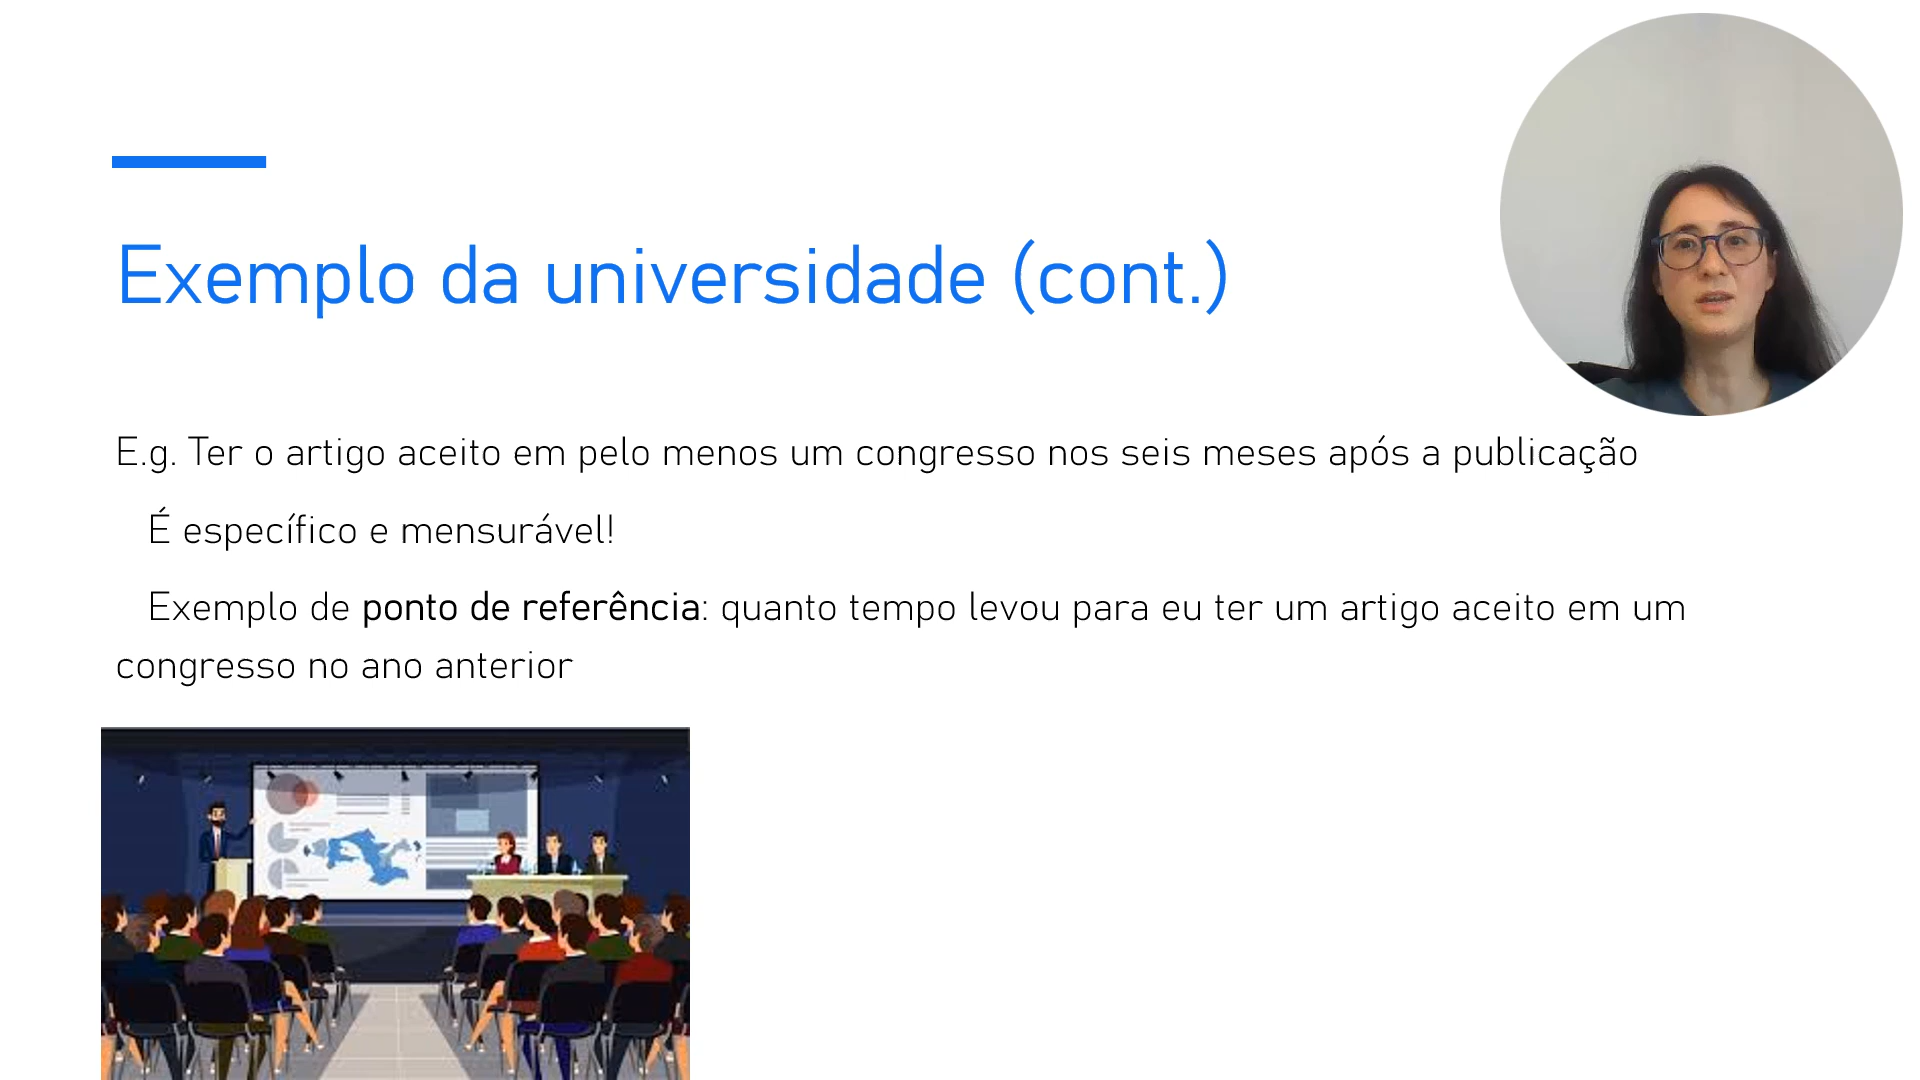 Exemplo da universidade (cont.)
E.g. Ter o artigo aceito em pelo menos um congresso nos seis meses após a publicação
É específico e mensurável!
Exemplo de ponto de referência: quanto tempo levou para eu ter um artigo aceito em um
congresso no ano anterior